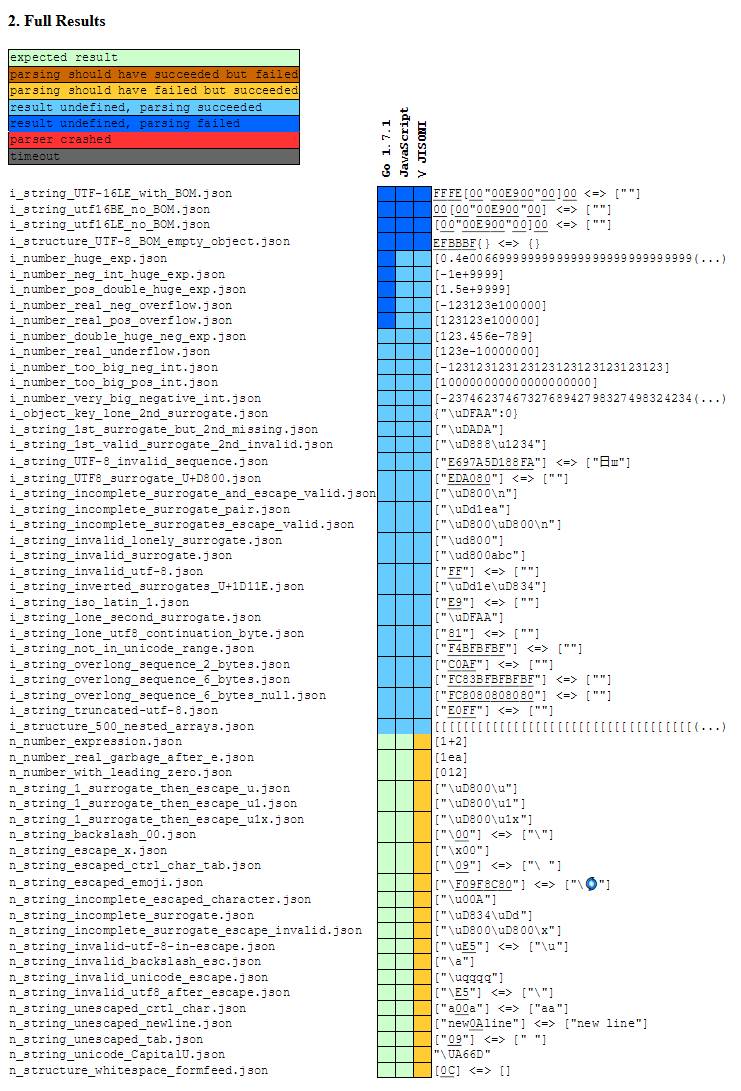 2. Full Results
expected result
parsing should have succeeded but failed
parsing should have failed but succeeded
result undefined, parsing succeeded
result undefined, parsing failed
parser crashed
timeout
Go 1.7.1
JavaScript
V JISONI
i_string_UTF-16LE_with_BOM.json FFFE[00"00E900"00]00 <=> [""]
i_string_utf16BE_no_BOM.json 00[00"00E900"00] <=> [""]
i_string_utf16LE_no_BOM.json [00"00E900"00]00 <=> [""]
i_structure_UTF-8_BOM_empty_object.json EFBBBF{} <=> {}
i_number_huge_exp.json [0.4e00669999999999999999999999999999(...)
i_number_neg_int_huge_exp.json [-1e+9999]
i_number_pos_double_huge_exp.json [1.5e+9999]
i_number_real_neg_overflow.json [-123123e100000]
i_number_real_pos_overflow.json [123123e100000]
i_number_double_huge_neg_exp.json [123.456e-789]
i_number_real_underflow.json [123e-10000000]
i_number_too_big_neg_int.json [-123123123123123123123123123123]
i_number_too_big_pos_int.json [100000000000000000000]
i_number_very_big_negative_int.json [-237462374673276894279832749832423​4(...)
i_object_key_lone_2nd_surrogate.json {"\uDFAA":0}
i_string_1st_surrogate_but_2nd_missing.json ["\uDADA"]
i_string_1st_valid_surrogate_2nd_invalid.json ["\uD888\u1234"]
i_string_UTF-8_invalid_sequence.json ["E697A5D188FA"] <=> ["日ш"]
i_string_UTF8_surrogate_U+D800.json ["EDA080"] <=> [""]
i_string_incomplete_surrogate_and_escape_valid.json ["\uD800\n"]
i_string_incomplete_surrogate_pair.json ["\uDd1ea"]
i_string_incomplete_surrogates_escape_valid.json ["\uD800\uD800\n"]
i_string_invalid_lonely_surrogate.json ["\ud800"]
i_string_invalid_surrogate.json ["\ud800abc"]
i_string_invalid_utf-8.json ["FF"] <=> [""]
i_string_inverted_surrogates_U+1D11E.json ["\uDd1e\uD834"]
i_string_iso_latin_1.json ["E9"] <=> [""]
i_string_lone_second_surrogate.json ["\uDFAA"]
i_string_lone_utf8_continuation_byte.json ["81"] <=> [""]
i_string_not_in_unicode_range.json ["F4BFBFBF"] <=> [""]
i_string_overlong_sequence_2_bytes.json ["C0AF"] <=> [""]
i_string_overlong_sequence_6_bytes.json ["FC83BFBFBFBF"] <=> [""]
i_string_overlong_sequence_6_bytes_null.json ["FC8080808080"] <=> [""]
i_string_truncated-utf-8.json ["E0FF"] <=> [""]
i_structure_500_nested_arrays.json [[[[[[[[[[[[[[[[[[[[[[[[[[[[[[[[[[[[(...)
n_number_expression.json [1+2]
n_number_real_garbage_after_e.json [1ea]
n_number_with_leading_zero.json [012]
n_string_1_surrogate_then_escape_u.json ["\uD800\u"]
n_string_1_surrogate_then_escape_u1.json ["\uD800\u1"]
n_string_1_surrogate_then_escape_u1x.json ["\uD800\u1x"]
n_string_backslash_00.json ["\00"] <=> ["\"]
n_string_escape_x.json ["\x00"]
n_string_escaped_ctrl_char_tab.json ["\09"] <=> ["\ "]
n_string_escaped_emoji.json ["\F09F8C80"] <=> ["\🌀"]
n_string_incomplete_escaped_character.json ["\u00A"]
n_string_incomplete_surrogate.json ["\uD834\uDd"]
n_string_incomplete_surrogate_escape_invalid.json ["\uD800\uD800\x"]
n_string_invalid-utf-8-in-escape.json ["\uE5"] <=> ["\u"]
n_string_invalid_backslash_esc.json ["\a"]
n_string_invalid_unicode_escape.json ["\uqqqq"]
n_string_invalid_utf8_after_escape.json ["\E5"] <=> ["\"]
n_string_unescaped_crtl_char.json ["a00a"] <=> ["aa"]
n_string_unescaped_newline.json ["new0Aline"] <=> ["new line"]
n_string_unescaped_tab.json ["09"] <=> [" "]
n_string_unicode_CapitalU.json "\UA66D"
n_structure_whitespace_formfeed.json [0C] <=> []